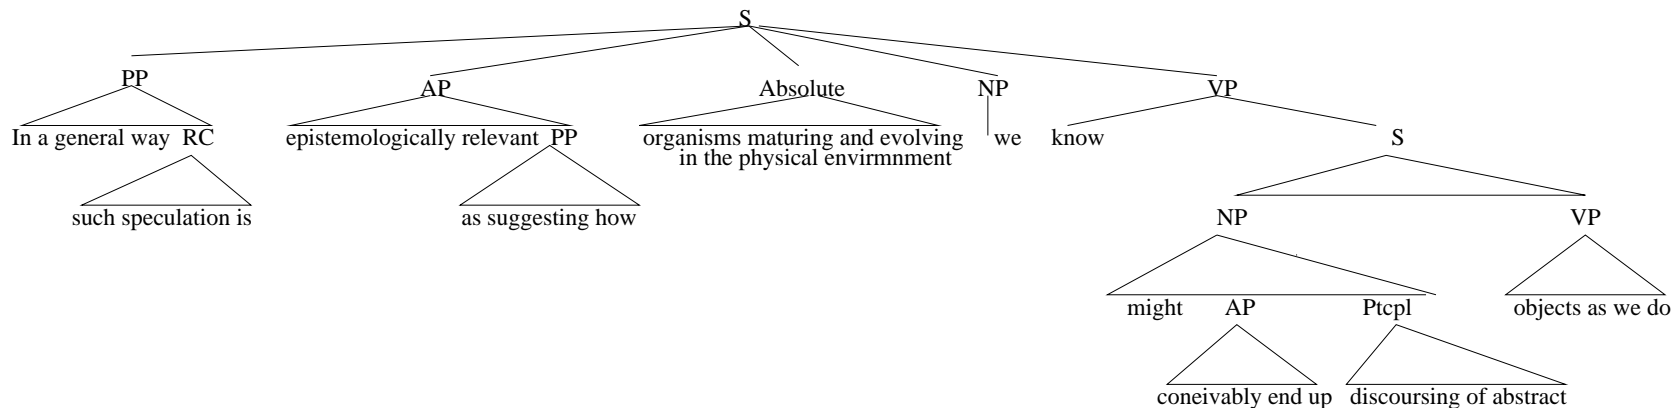 S
PP AP Absolute NP VP
In a general way RC epistemologically relevant PP organisms maturing and evolving we know S
in the physical envirmnment
such speculation is as suggesting how NP VP
might AP Ptcpl objects as we do
coneivably end up discoursing of abstract